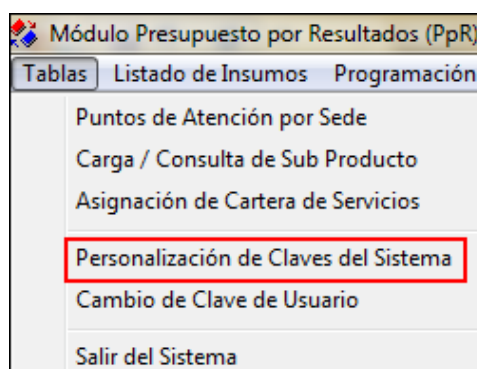 Módulo Presupuesto por Resultados (PpR)
Tablas Listado de Insumos Programación
Puntos de Atención por Sede
Carga / Consulta de Sub Producto
Asignación de Cartera de Servicios
Personalización de Claves del Sistema
Cambio de Clave de Usuario
Salir del Sistema